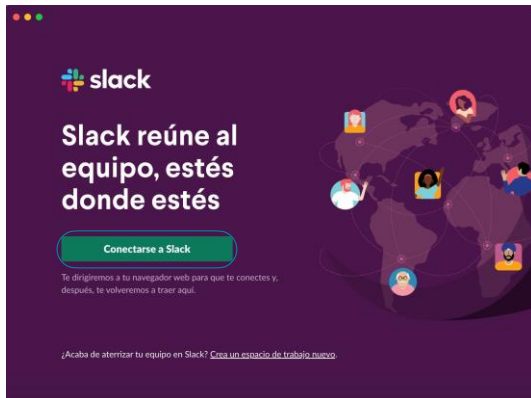 slack
Slack reúne al
equipo, estés
donde estés
Conectarse a Slack
Te dirigiremos a tu navegador web para que te conectes y,
después, te volveremos a traer aquí.
¿Acaba de aterrizar tu equipo en Slack? Crea un espacio de trabajo nuevo.